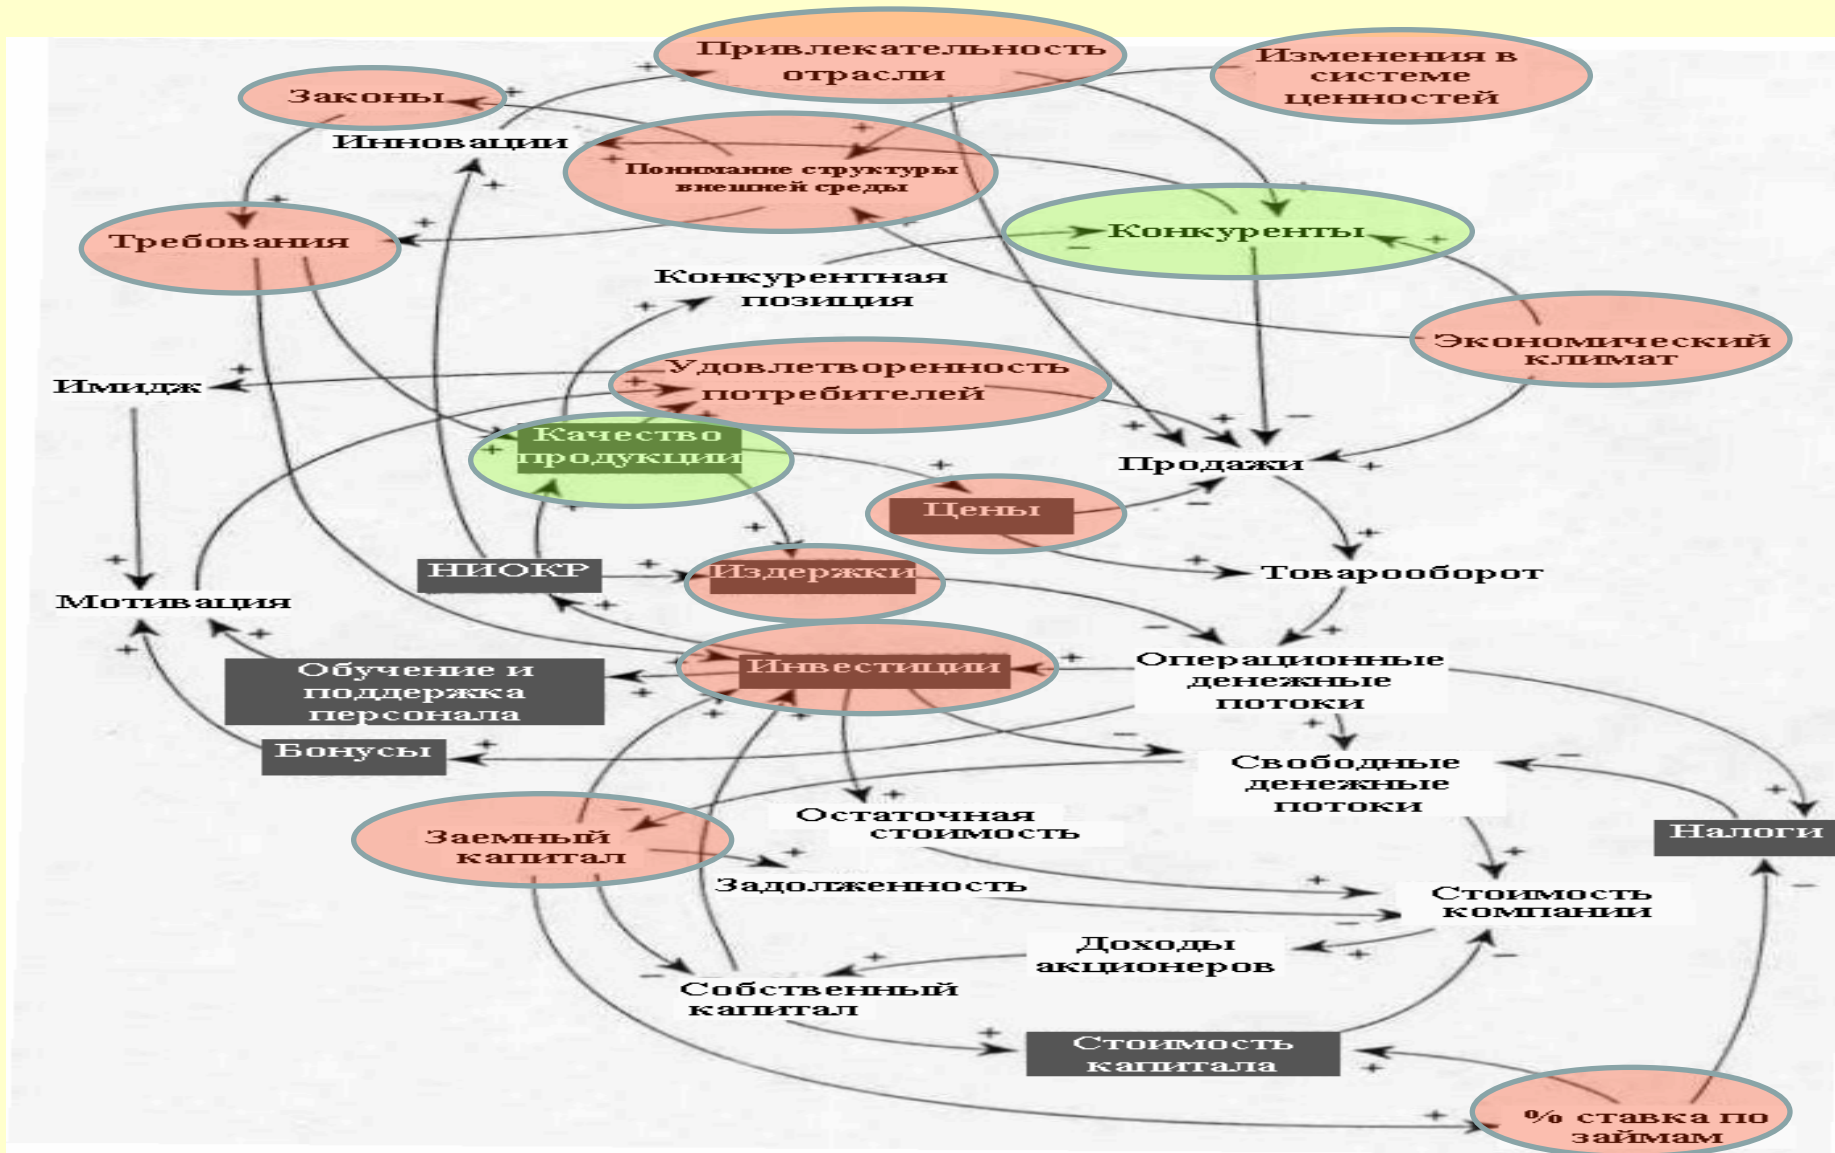 Привлекательность
отрасли
Изменения в
системе
ценностей
Законы
Инновации
Понимание структуры
внешней среды
Требования
Конкуренты
Конкурентная
позиция
Экономический
климат
Удовлетворенность
потребителей
Имидж
Качество
продукции
Продажи
Цены
НИОКР
Издержки
Товарооборот
Мотивация
Обучение и
поддержка
персонала
Инвестиции
Операционные
денежные
потоки
Бонусы
Свободные
денежные
потоки
Остаточная
стоимость
Налоги
Заемный
капитал
Задолженность
Стоимость
компании
Доходы
акционеров
Собственный
капитал
Стоимость
капитала
% ставка по
займам